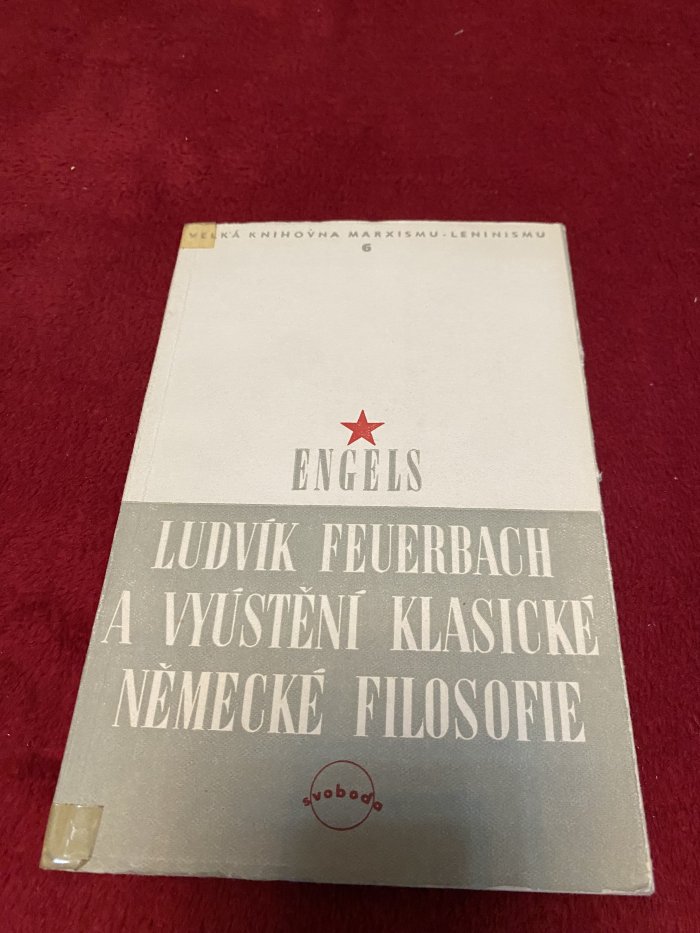 VELKÁ KNIHOVNA MARXISMU-LENINISMU
6
ENGELS
LUDVÍK FEUERBACH
A VYÚSTĚNÍ KLASICKÉ
NĚMECKÉ FILOSOFIE
svoboda